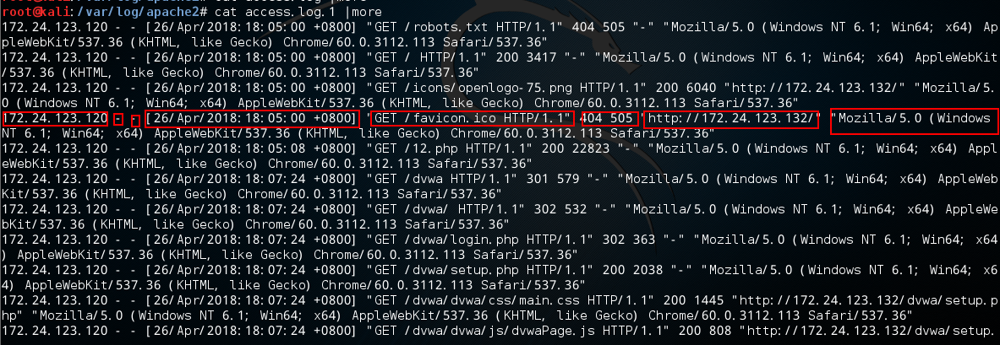 root@kali:/var/log/apache2# cat access.log |more
root@kali:/var/log/apache2# cat access.log.1 |more
172.24.123.120 - - [26/Apr/2018:18:05:00 +0800] "GET /robots.txt HTTP/1.1" 404 505 "-" "Mozilla/5.0 (Windows NT 6.1; Win64; x64) Ap
pleWebKit/537.36 (KHTML, like Gecko) Chrome/60.0.3112.113 Safari/537.36"
172.24.123.120 - - [26/Apr/2018:18:05:00 +0800] "GET / HTTP/1.1" 200 3417 "-" "Mozilla/5.0 (Windows NT 6.1; Win64; x64) AppleWebKit
/537.36 (KHTML, like Gecko) Chrome/60.0.3112.113 Safari/537.36"
172.24.123.120 - - [26/Apr/2018:18:05:00 +0800] "GET /icons/openlogo-75.png HTTP/1.1" 200 6040 "http://172.24.123.132/" "Mozilla/5.
0 (Windows NT 6.1; Win64; x64) AppleWebKit/537.36 (KHTML, like Gecko) Chrome/60.0.3112.113 Safari/537.36"
172.24.123.120 - - [26/Apr/2018:18:05:00 +0800] "GET /favicon.ico HTTP/1.1" 404 505 "http://172.24.123.132/" "Mozilla/5.0 (Windows
NT 6.1; Win64; x64) AppleWebKit/537.36 (KHTML, like Gecko) Chrome/60.0.3112.113 Safari/537.36"
172.24.123.120 - - [26/Apr/2018:18:05:08 +0800] "GET /12.php HTTP/1.1" 200 22823 "-" "Mozilla/5.0 (Windows NT 6.1; Win64; x64) Appl
eWebKit/537.36 (KHTML, like Gecko) Chrome/60.0.3112.113 Safari/537.36"
172.24.123.120 - - [26/Apr/2018:18:07:24 +0800] "GET /dvwa HTTP/1.1" 301 579 "-" "Mozilla/5.0 (Windows NT 6.1; Win64; x64) AppleWeb
Kit/537.36 (KHTML, like Gecko) Chrome/60.0.3112.113 Safari/537.36"
172.24.123.120 - - [26/Apr/2018:18:07:24 +0800] "GET /dvwa/ HTTP/1.1" 302 532 "-" "Mozilla/5.0 (Windows NT 6.1; Win64; x64) AppleWe
bKit/537.36 (KHTML, like Gecko) Chrome/60.0.3112.113 Safari/537.36"
172.24.123.120 - - [26/Apr/2018:18:07:24 +0800] "GET /dvwa/login.php HTTP/1.1" 302 363 "-" "Mozilla/5.0 (Windows NT 6.1; Win64; x64
) AppleWebKit/537.36 (KHTML, like Gecko) Chrome/60.0.3112.113 Safari/537.36"
172.24.123.120 - - [26/Apr/2018:18:07:24 +0800] "GET /dvwa/setup.php HTTP/1.1" 200 2038 "-" "Mozilla/5.0 (Windows NT 6.1; Win64; x6
4) AppleWebKit/537.36 (KHTML, like Gecko) Chrome/60.0.3112.113 Safari/537.36"
172.24.123.120 - - [26/Apr/2018:18:07:24 +0800] "GET /dvwa/dvwa/css/main.css HTTP/1.1" 200 1445 "http://172.24.123.132/dvwa/setup.p
hp" "Mozilla/5.0 (Windows NT 6.1; Win64; x64) AppleWebKit/537.36 (KHTML, like Gecko) Chrome/60.0.3112.113 Safari/537.36"
172.24.123.120 - - [26/Apr/2018:18:07:24 +0800] "GET /dvwa/dvwa/js/dvwaPage.js HTTP/1.1" 200 808 "http://172.24.123.132/dvwa/setup.